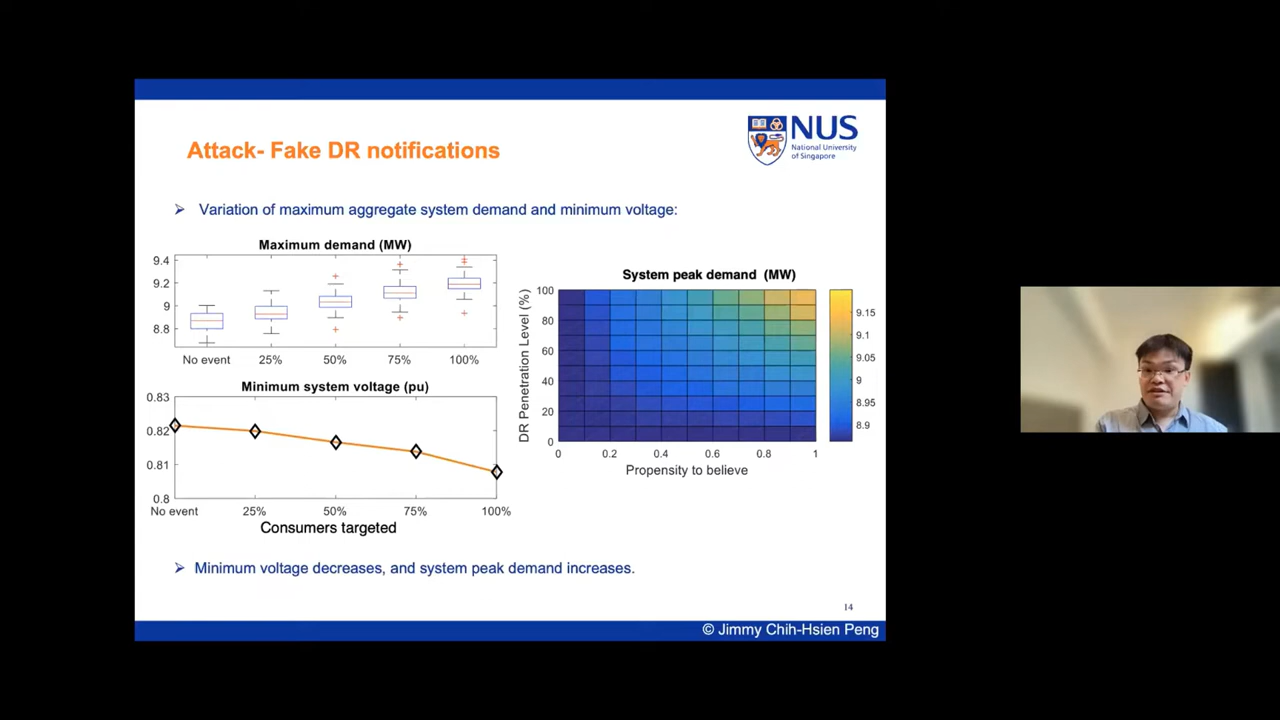 NUS
National University
of Singapore
Attack- Fake DR notifications
Variation of maximum aggregate system demand and minimum voltage:
Maximum demand (MW)
9.4
9.2
9
8.8
No event 25% 50% 75% 100%
Minimum system voltage (pu)
0.83
0.82
0.81
0.8
No event 25% 50% 75% 100%
Consumers targeted
System peak demand (MW)
DR Penetration Level (%)
100
80
60
40
20
0
0 0.2 0.4 0.6 0.8 1
Propensity to believe
9.15
9.1
9.05
9
8.95
8.9
Minimum voltage decreases, and system peak demand increases.
14
© Jimmy Chih-Hsien Peng